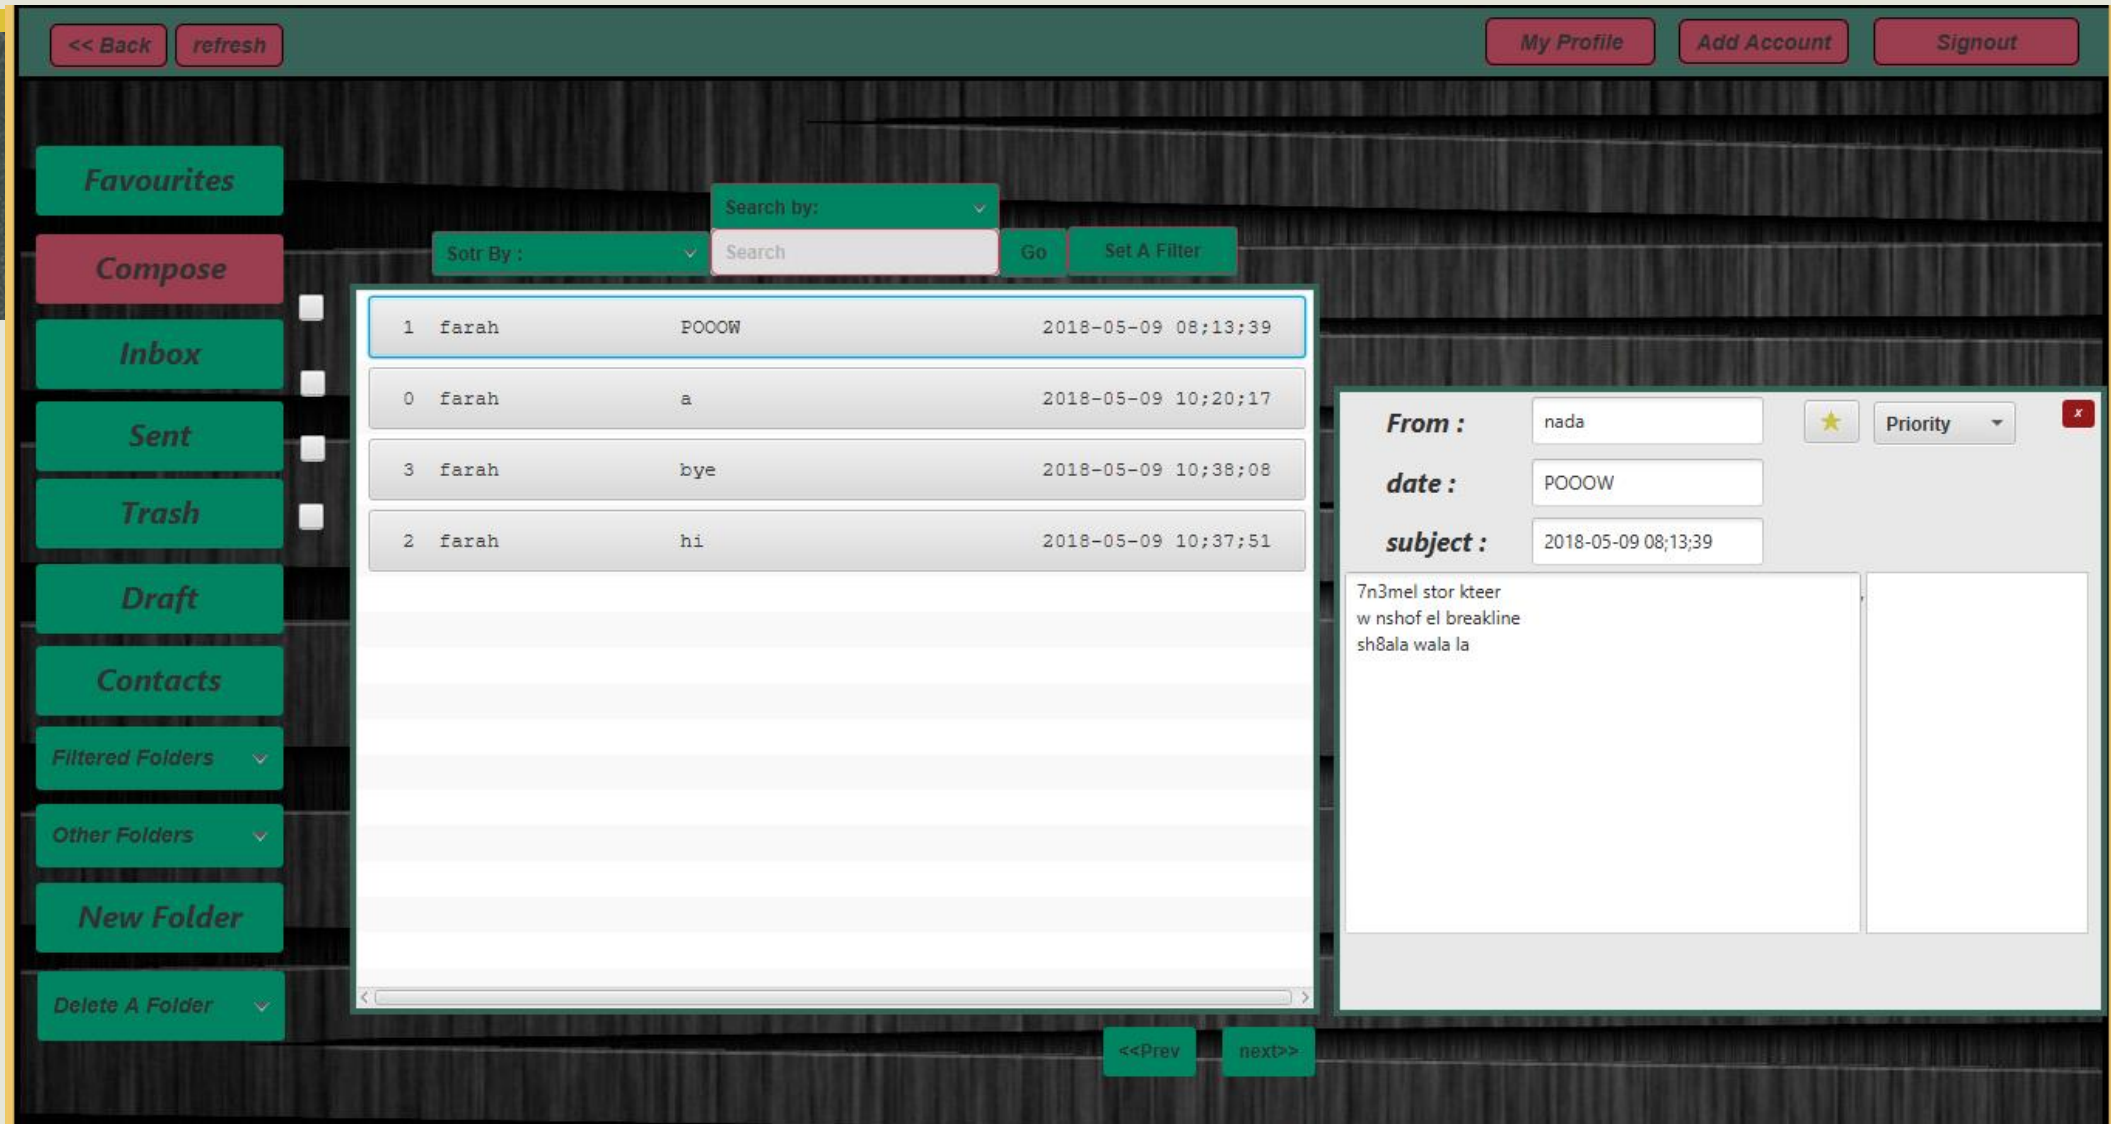 << Back
refresh
My Profile
Add Account
Signout
Favourites
Compose
Inbox
Sent
Trash
Draft
Contacts
Filtered Folders
Other Folders
New Folder
Delete A Folder
Search by:
Sotr By :
Search
Go
Set A Filter
1 farah POOOW 2018-05-09 08;13;39
0 farah a 2018-05-09 10;20;17
3 farah bye 2018-05-09 10;38;08
2 farah hi 2018-05-09 10;37;51
<<Prev
next>>
From : nada
Priority
x
date : POOOW
subject : 2018-05-09 08;13;39
7n3mel stor kteer
w nshof el breakline
sh8ala wala la
,